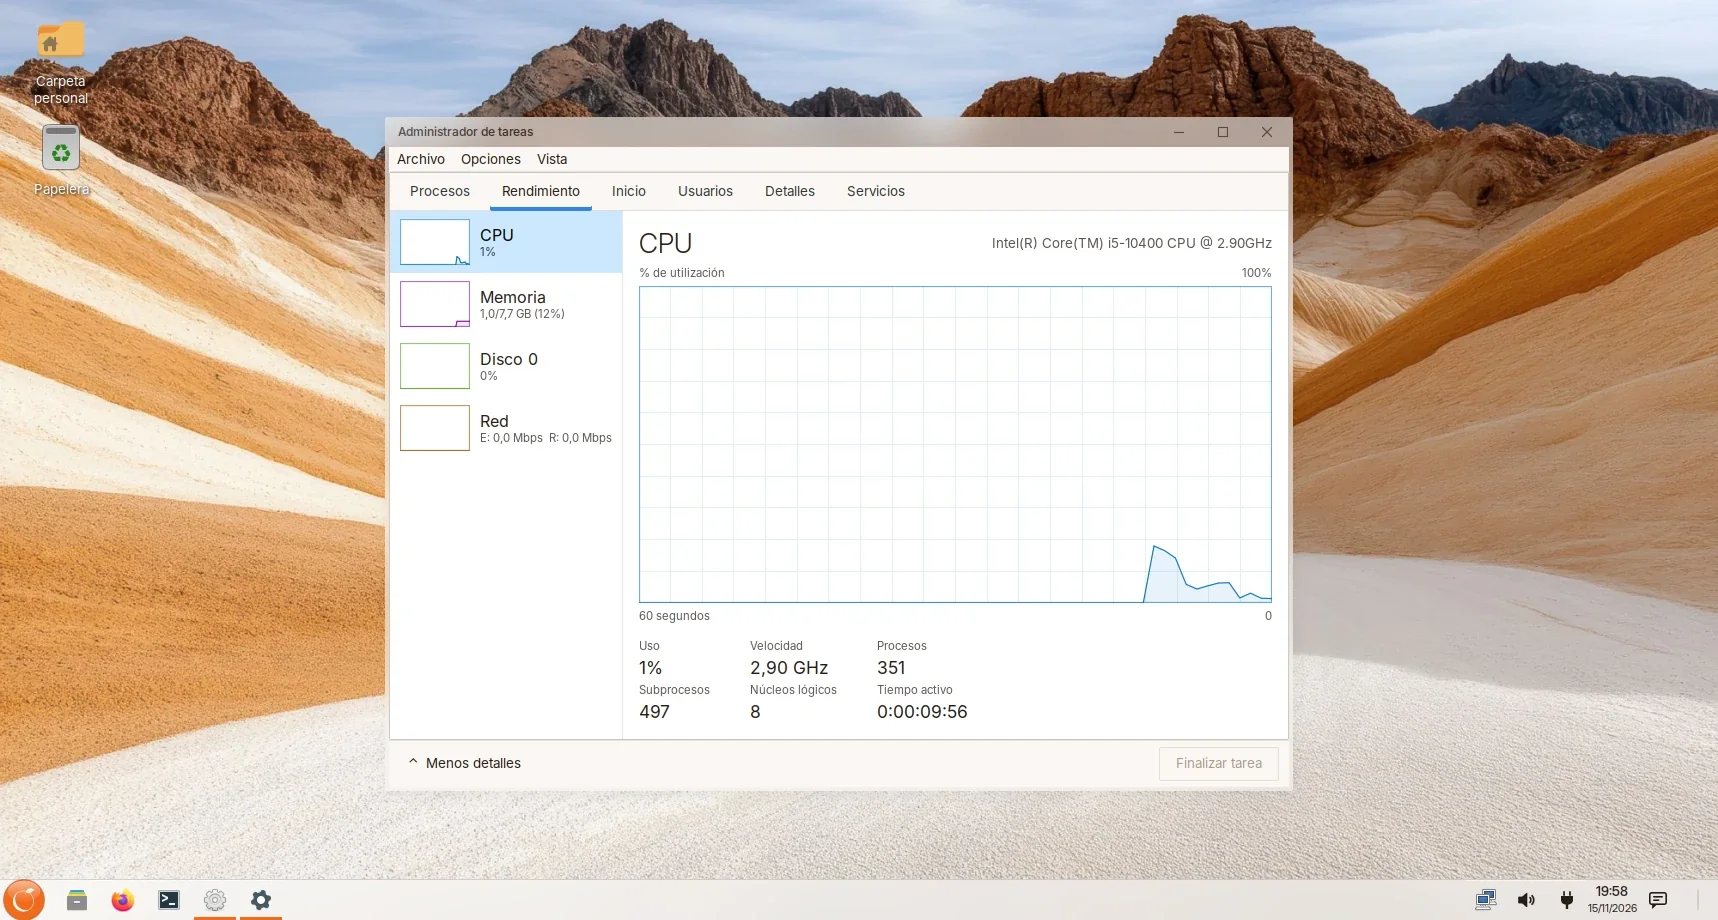 Carpeta
personal
Papelera
Administrador de tareas
Archivo Opciones Vista
Procesos Rendimiento Inicio Usuarios Detalles Servicios
CPU
1%
Memoria
1,0/7,7 GB (12%)
Disco 0
0%
Red
E: 0,0 Mbps R: 0,0 Mbps
CPU
Intel(R) Core(TM) i5-10400 CPU @ 2.90GHz
% de utilización 100%
60 segundos 0
Uso Velocidad Procesos
1% 2,90 GHz 351
Subprocesos Núcleos lógicos Tiempo activo
497 8 0:00:09:56
Menos detalles
Finalizar tarea
19:58
15/11/2026